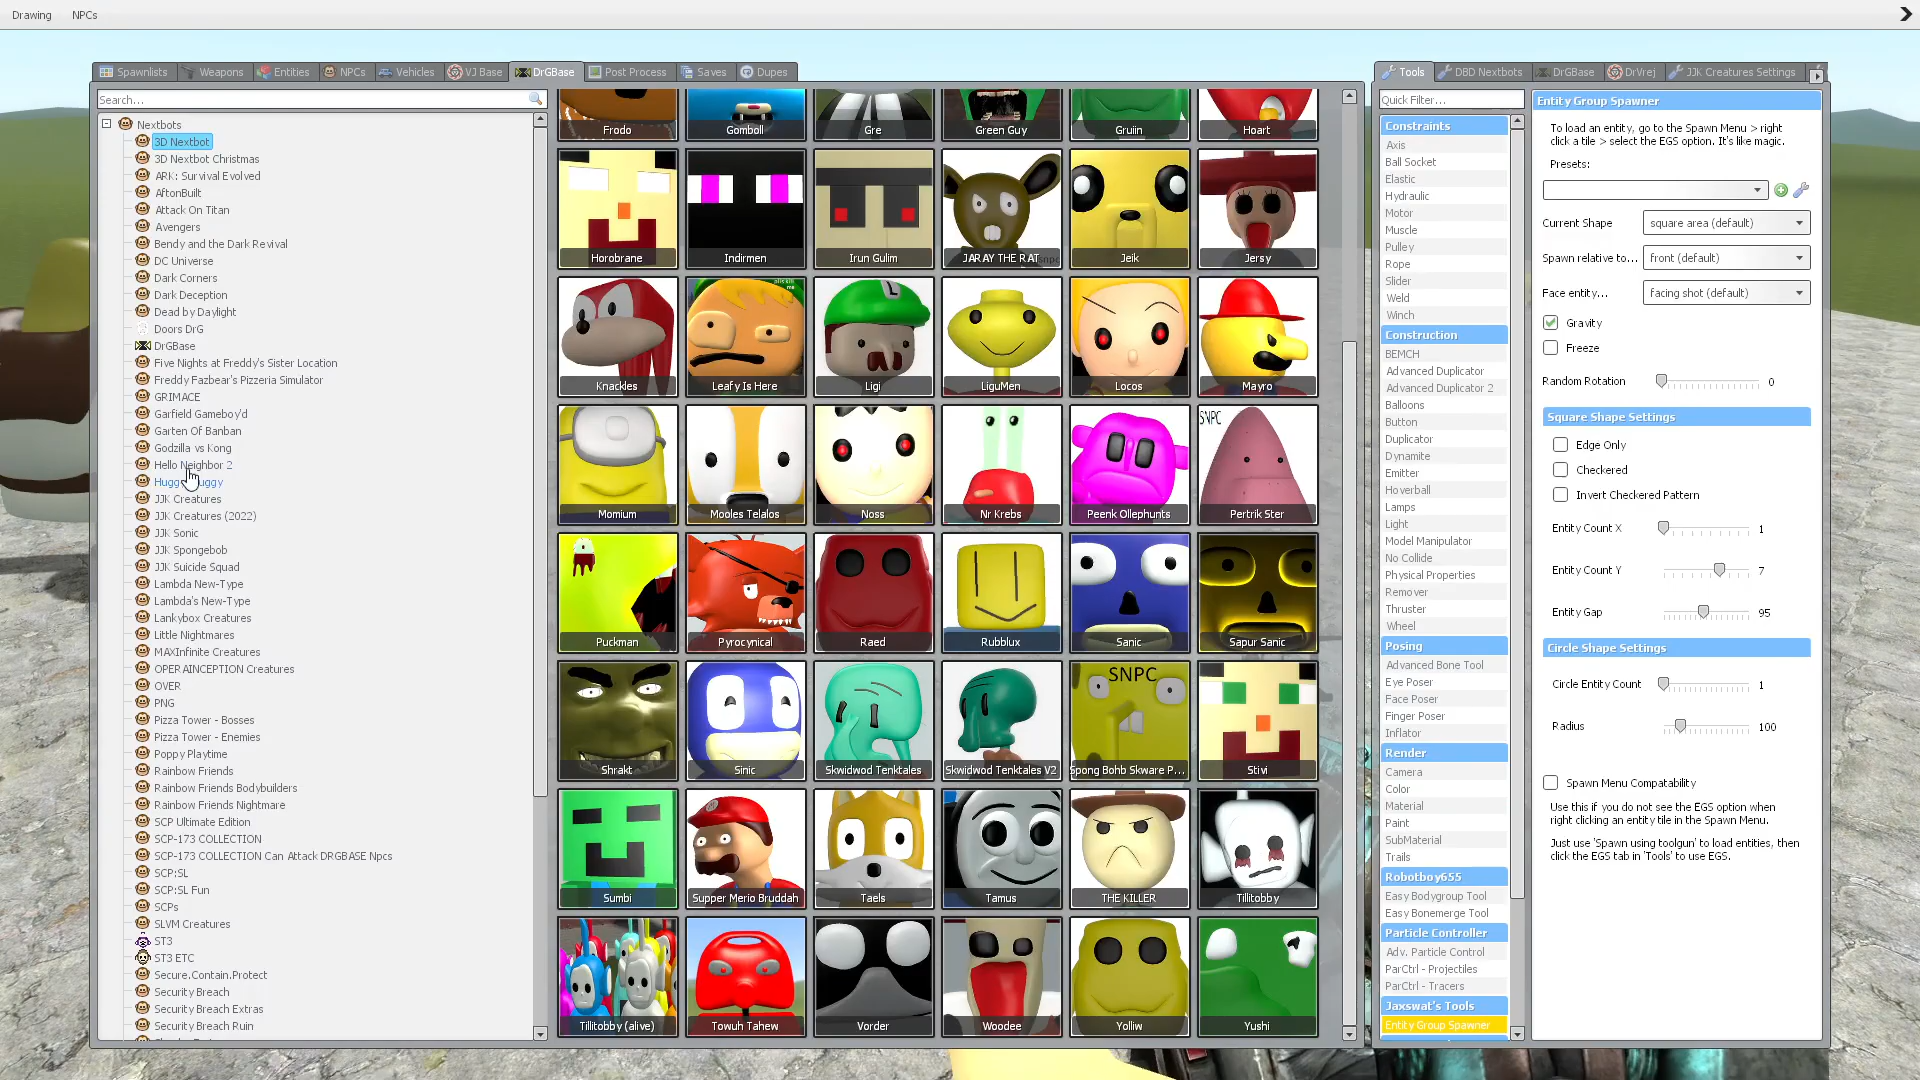 Drawing NPCs
Spawnlists Weapons Entities NPCs Vehicles VJ Base DrGBase Post Process Saves Dupes
Search...
Nextbots
3D Nextbot
3D Nextbot Christmas
ARK: Survival Evolved
AftonBuilt
Attack On Titan
Avengers
Bendy and the Dark Revival
DC Universe
Dark Corners
Dark Deception
Dead by Daylight
Doors DrG
DrGBase
Five Nights at Freddy's Sister Location
Freddy Fazbear's Pizzeria Simulator
GRIMACE
Garfield Gameboy'd
Garten Of Banban
Godzilla vs Kong
Hello Neighbor 2
JJK Creatures
JJK Creatures (2022)
JJK Sonic
JJK Spongebob
JJK Suicide Squad
Lambda New-Type
Lambda's New-Type
Lankybox Creatures
Little Nightmares
MAXInfinite Creatures
OPERAINCEPTION Creatures
OVER
PNG
Pizza Tower - Bosses
Pizza Tower - Enemies
Poppy Playtime
Rainbow Friends
Rainbow Friends Bodybuilders
Rainbow Friends Nightmare
SCP Ultimate Edition
SCP-173 COLLECTION
SCP-173 COLLECTION Can Attack DRGBASE Npcs
SCP:SL
SCP:SL Fun
SCPs
SLVM Creatures
ST3
ST3 ETC
Secure.Contain.Protect
Security Breach
Security Breach Extras
Security Breach Ruin
Frodo Gomboll Gre Green Guy Gruiin Hoart
Horobrane Indirmen Irun Gulim JARAY THE RAT Jeik Jersy
L
Knackles Leafy Is Here Ligi LiguMen Locos Mayro
SNPC
Momium Mooles Telalos Noss Nr Krebs Peenk Ollephunts Pertrik Ster
Puckman Pyrocynical Raed Rubblux Sanic Sapur Sanic
SNPC
Shrakt Sinic Skwidwod Tenktales Skwidwod Tenktales V2 Spong Bohb Skware P... Stivi
Sumbi Supper Merio Bruddah Taels Tamus THE KILLER Tillitobby
Tillitobby (alive) Towuh Tahew Vorder Woodee Yolliw Yushi
Tools DBD Nextbots DrGBase DrVrej JJK Creatures Settings
Quick Filter...
Constraints
Axis
Ball Socket
Elastic
Hydraulic
Motor
Muscle
Pulley
Rope
Slider
Weld
Winch
Construction
BEMCH
Advanced Duplicator
Advanced Duplicator 2
Balloons
Button
Duplicator
Dynamite
Emitter
Hoverball
Lamps
Light
Model Manipulator
No Collide
Physical Properties
Remover
Thruster
Wheel
Posing
Advanced Bone Tool
Eye Poser
Face Poser
Finger Poser
Inflator
Render
Camera
Color
Material
Paint
SubMaterial
Trails
Robotboy655
Easy Bodygroup Tool
Easy Bonemerge Tool
Particle Controller
Adv. Particle Control
ParCtrl - Projectiles
ParCtrl - Tracers
Jaxswat's Tools
Entity Group Spawner
Entity Group Spawner
To load an entity, go to the Spawn Menu > right
click a tile > select the EGS option. It's like magic.
Presets:
Current Shape square area (default)
Spawn relative to... front (default)
Face entity... facing shot (default)
Gravity
Freeze
Random Rotation 0
Square Shape Settings
Edge Only
Checkered
Invert Checkered Pattern
Entity Count X 1
Entity Count Y 7
Entity Gap 95
Circle Shape Settings
Circle Entity Count 1
Radius 100
Spawn Menu Compatability
Use this if you do not see the EGS option when
right clicking an entity tile in the Spawn Menu.
Just use 'Spawn using toolgun' to load entities, then
click the EGS tab in 'Tools' to use EGS.